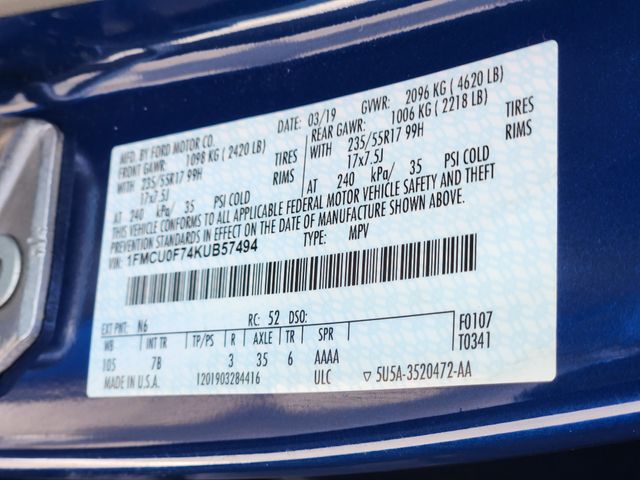 MFD. BY FORD MOTOR CO. DATE: 03/19 GVWR: 2096 KG ( 4620 LB)
FRONT GAWR: 1098 KG ( 2420 LB) REAR GAWR: 1006 KG ( 2218 LB)
WITH 235/55R17 99H TIRES WITH 235/55R17 99H TIRES
17x7.5J RIMS 17x7.5J RIMS
AT 240 kPa/ 35 PSI COLD AT 240 kPa/ 35 PSI COLD
THIS VEHICLE CONFORMS TO ALL APPLICABLE FEDERAL MOTOR VEHICLE SAFETY AND THEFT
PREVENTION STANDARDS IN EFFECT ON THE DATE OF MANUFACTURE SHOWN ABOVE.
VIN: 1FMCU0F74KUB57494 TYPE: MPV
EXT PNT: N6 RC: 52 DSO:
WB INT TR TP/PS R AXLE TR SPR F0107
105 7B 3 35 6 AAAA T0341
MADE IN U.S.A. 1201903284416 ULC ▽ 5U5A-3520472-AA